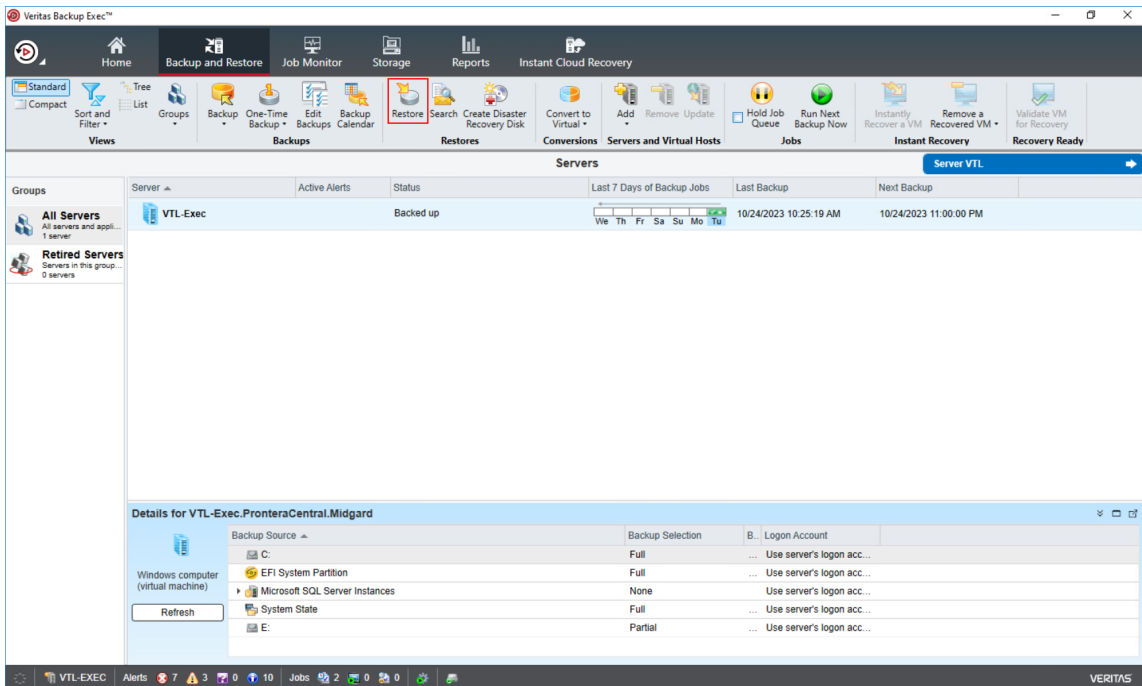 Veritas Backup Exec™
Home
Backup and Restore
Job Monitor
Storage
Reports
Instant Cloud Recovery
Standard
Compact
Sort and
Filter
Tree
List
Groups
Backup
One-Time
Backup
Edit
Backups
Backup
Calendar
Restore
Search
Create Disaster
Recovery Disk
Convert to
Virtual
Add
Remove
Update
Hold Job
Queue
Run Next
Backup Now
Instantly
Recover a VM
Remove a
Recovered VM
Validate VM
for Recovery
Views
Backups
Restores
Conversions
Servers and Virtual Hosts
Jobs
Instant Recovery
Recovery Ready
Servers
Server VTL
Groups
All Servers
All servers and appli...
1 server
Retired Servers
Servers in this group...
0 servers
Server
Active Alerts
Status
Last 7 Days of Backup Jobs
Last Backup
Next Backup
VTL-Exec
Backed up
We Th Fr Sa Su Mo Tu
10/24/2023 10:25:19 AM
10/24/2023 11:00:00 PM
Details for VTL-Exec.PronteraCentral.Midgard
Windows computer
(virtual machine)
Refresh
Backup Source
Backup Selection
B..
Logon Account
C: Full ... Use server's logon acc...
EFI System Partition Full ... Use server's logon acc...
Microsoft SQL Server Instances None ... Use server's logon acc...
System State Full ... Use server's logon acc...
E: Partial ... Use server's logon acc...
VTL-EXEC Alerts 7 3 0 10 Jobs 2 0 0
VERITAS